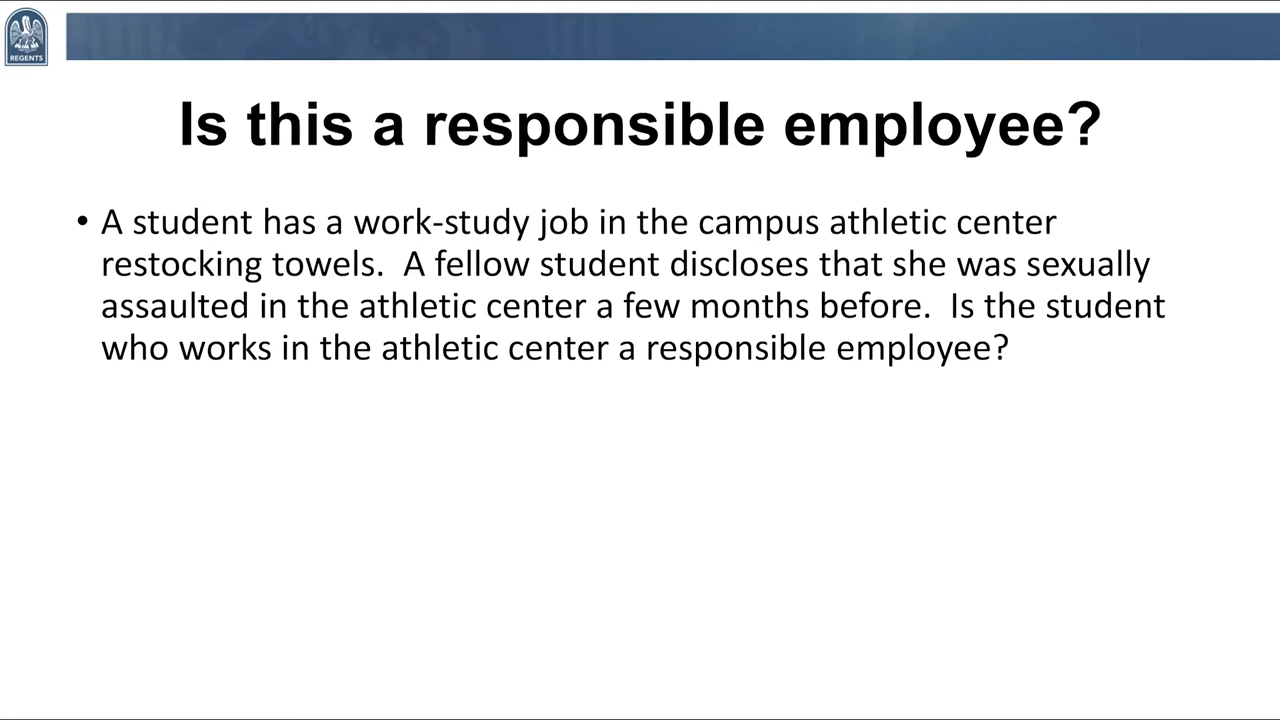 REGENTS
Is this a responsible employee?
• A student has a work-study job in the campus athletic center
restocking towels.  A fellow student discloses that she was sexually
assaulted in the athletic center a few months before.  Is the student
who works in the athletic center a responsible employee?